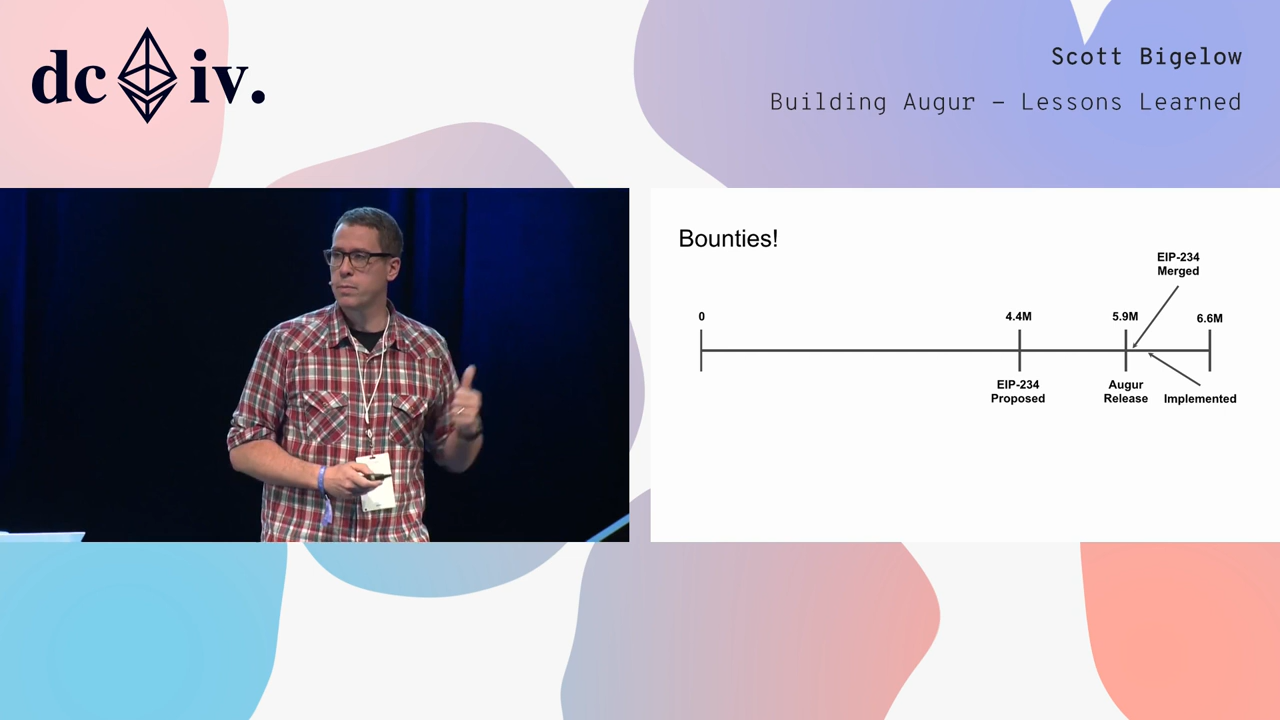 dc iv.
Scott Bigelow
Building Augur – Lessons Learned
Bounties!
EIP-234
Merged
0
4.4M
5.9M
6.6M
EIP-234
Proposed
Augur
Release
Implemented